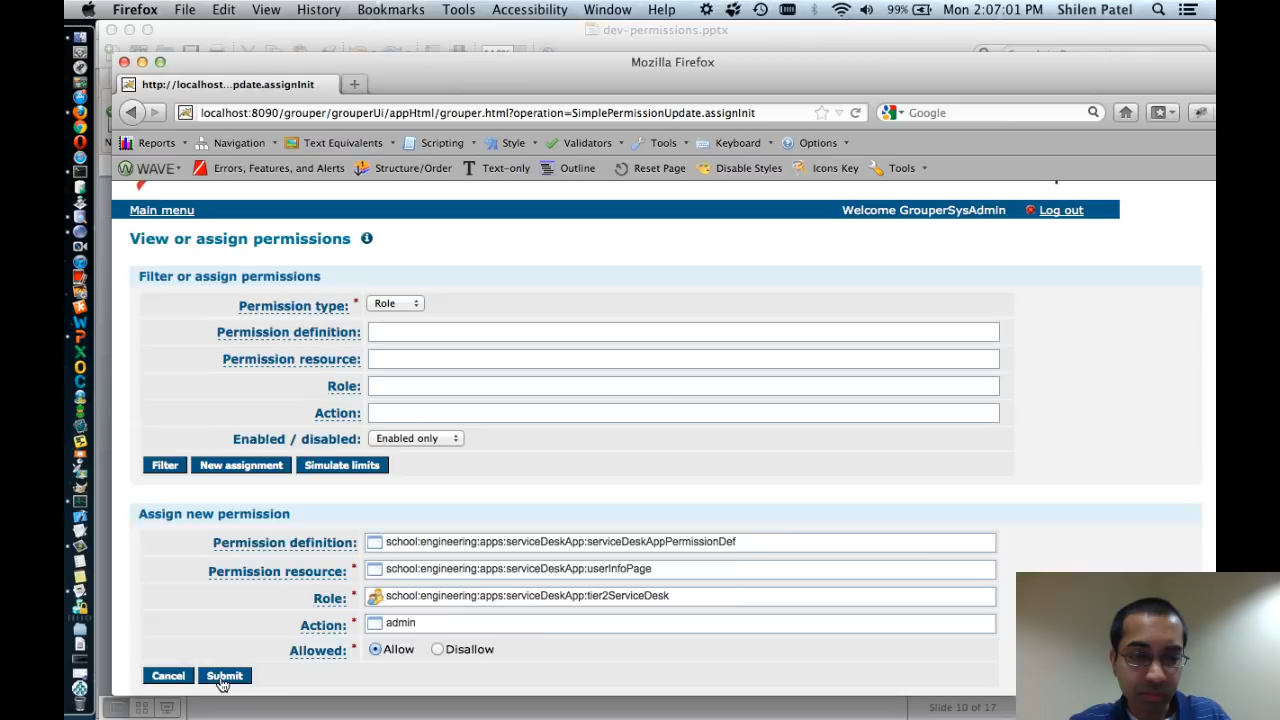 Firefox File Edit View History Bookmarks Tools Accessibility Window Help 99% Mon 2:07:01 PM Shilen Patel
dev-permissions.pptx
Mozilla Firefox
http://localhost...pdate.assignInit
localhost:8090/grouper/grouperUi/appHtml/grouper.html?operation=SimplePermissionUpdate.assignInit Google
Reports Navigation Text Equivalents Scripting Style Validators Tools Keyboard Options
WAVE Errors, Features, and Alerts Structure/Order Text-only Outline Reset Page Disable Styles Icons Key Tools
Main menu Welcome GrouperSysAdmin Log out
View or assign permissions
Filter or assign permissions
Permission type: * Role
Permission definition:
Permission resource:
Role:
Action:
Enabled / disabled: Enabled only
Filter New assignment Simulate limits
Assign new permission
Permission definition: school:engineering:apps:serviceDeskApp:serviceDeskAppPermissionDef
Permission resource: * school:engineering:apps:serviceDeskApp:userInfoPage
Role: * school:engineering:apps:serviceDeskApp:tier2ServiceDesk
Action: * admin
Allowed: * Allow Disallow
Cancel Submit
Slide 10 of 17